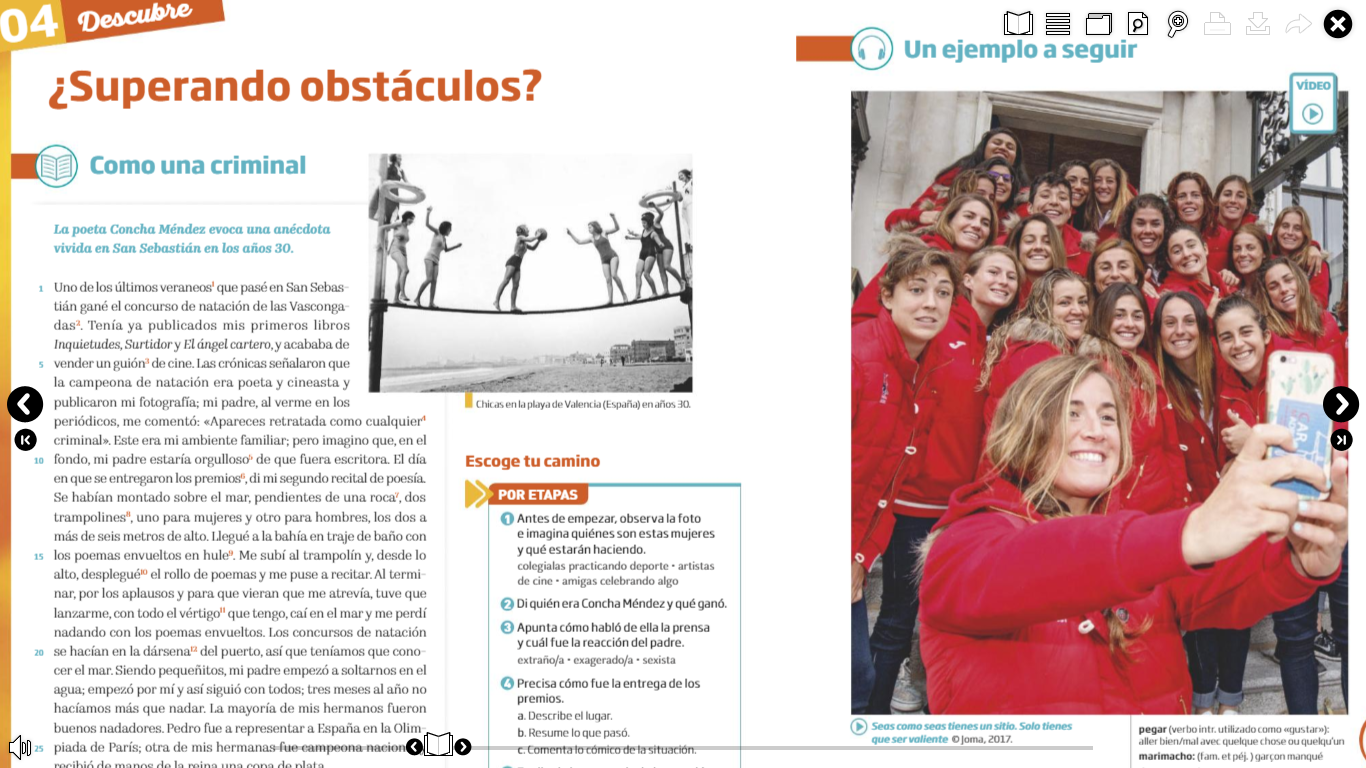 04 Descubre
¿Superando obstáculos?
Como una criminal
La poeta Concha Méndez evoca una anécdota
vivida en San Sebastián en los años 30.
1 Uno de los últimos veraneos¹ que pasé en San Sebas-
tián gané el concurso de natación de las Vasconga-
das². Tenía ya publicados mis primeros libros
Inquietudes, Surtidor y El ángel cartero, y acababa de
5 vender un guión³ de cine. Las crónicas señalaron que
la campeona de natación era poeta y cineasta y
publicaron mi fotografía; mi padre, al verme en los
periódicos, me comentó: «Apareces retratada como cualquier⁴
criminal». Este era mi ambiente familiar; pero imagino que, en el
10 fondo, mi padre estaría orgulloso⁵ de que fuera escritora. El día
en que se entregaron los premios⁶, di mi segundo recital de poesía.
Se habían montado sobre el mar, pendientes de una roca⁷, dos
trampolines⁸, uno para mujeres y otro para hombres, los dos a
más de seis metros de alto. Llegué a la bahía en traje de baño con
15 los poemas envueltos en hule⁹. Me subí al trampolín y, desde lo
alto, desplegué¹⁰ el rollo de poemas y me puse a recitar. Al termi-
nar, por los aplausos y para que vieran que me atrevía, tuve que
lanzarme, con todo el vértigo¹¹ que tengo, caí en el mar y me perdí
nadando con los poemas envueltos. Los concursos de natación
20 se hacían en la dársena¹² del puerto, así que teníamos que cono-
cer el mar. Siendo pequeñitos, mi padre empezó a soltarnos en el
agua; empezó por mí y así siguió con todos; tres meses al año no
hacíamos más que nadar. La mayoría de mis hermanos fueron
buenos nadadores. Pedro fue a representar a España en la Olim-
25 piada de París; otra de mis hermanas fue campeona nacion
recibió de manos de la reina una copa de plata.
Chicas en la playa de Valencia (España) en años 30.
Escoge tu camino
POR ETAPAS
1 Antes de empezar, observa la foto
e imagina quiénes son estas mujeres
y qué estarán haciendo.
colegialas practicando deporte • artistas
de cine • amigas celebrando algo
2 Di quién era Concha Méndez y qué ganó.
3 Apunta cómo habló de ella la prensa
y cuál fue la reacción del padre.
extraño/a • exagerado/a • sexista
4 Precisa cómo fue la entrega de los
premios.
a. Describe el lugar.
b. Resume lo que pasó.
c. Comenta lo cómico de la situación.
Un ejemplo a seguir
VÍDEO
Seas como seas tienes un sitio. Solo tienes
que ser valiente © Joma, 2017.
pegar (verbo intr. utilizado como «gustar»):
aller bien/mal avec quelque chose ou quelqu'un
marimacho: (fam. et péj. ) garçon manqué